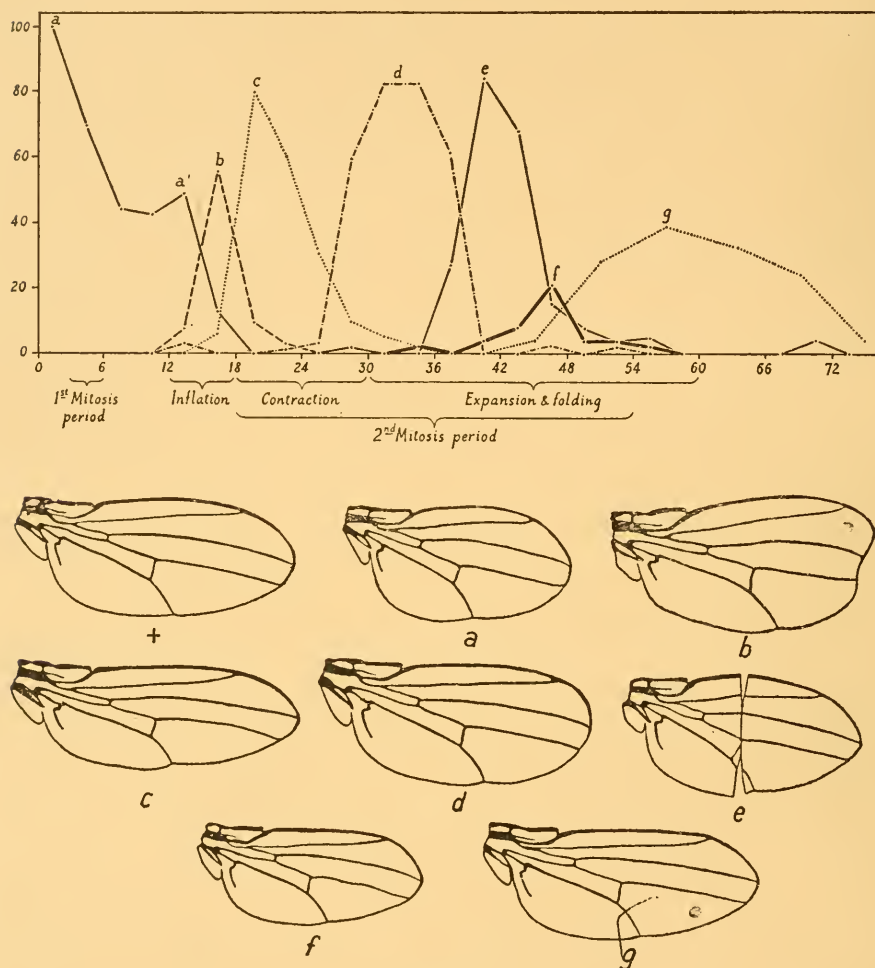 100
80
60
40
20
0
a
a'
b
c
d
e
f
g
0 6 12 18 24 30 36 42 48 54 60 66 72
1st Mitosis period
Inflation
Contraction
Expansion & folding
2nd Mitosis period
+
a
b
c
d
e
f
g